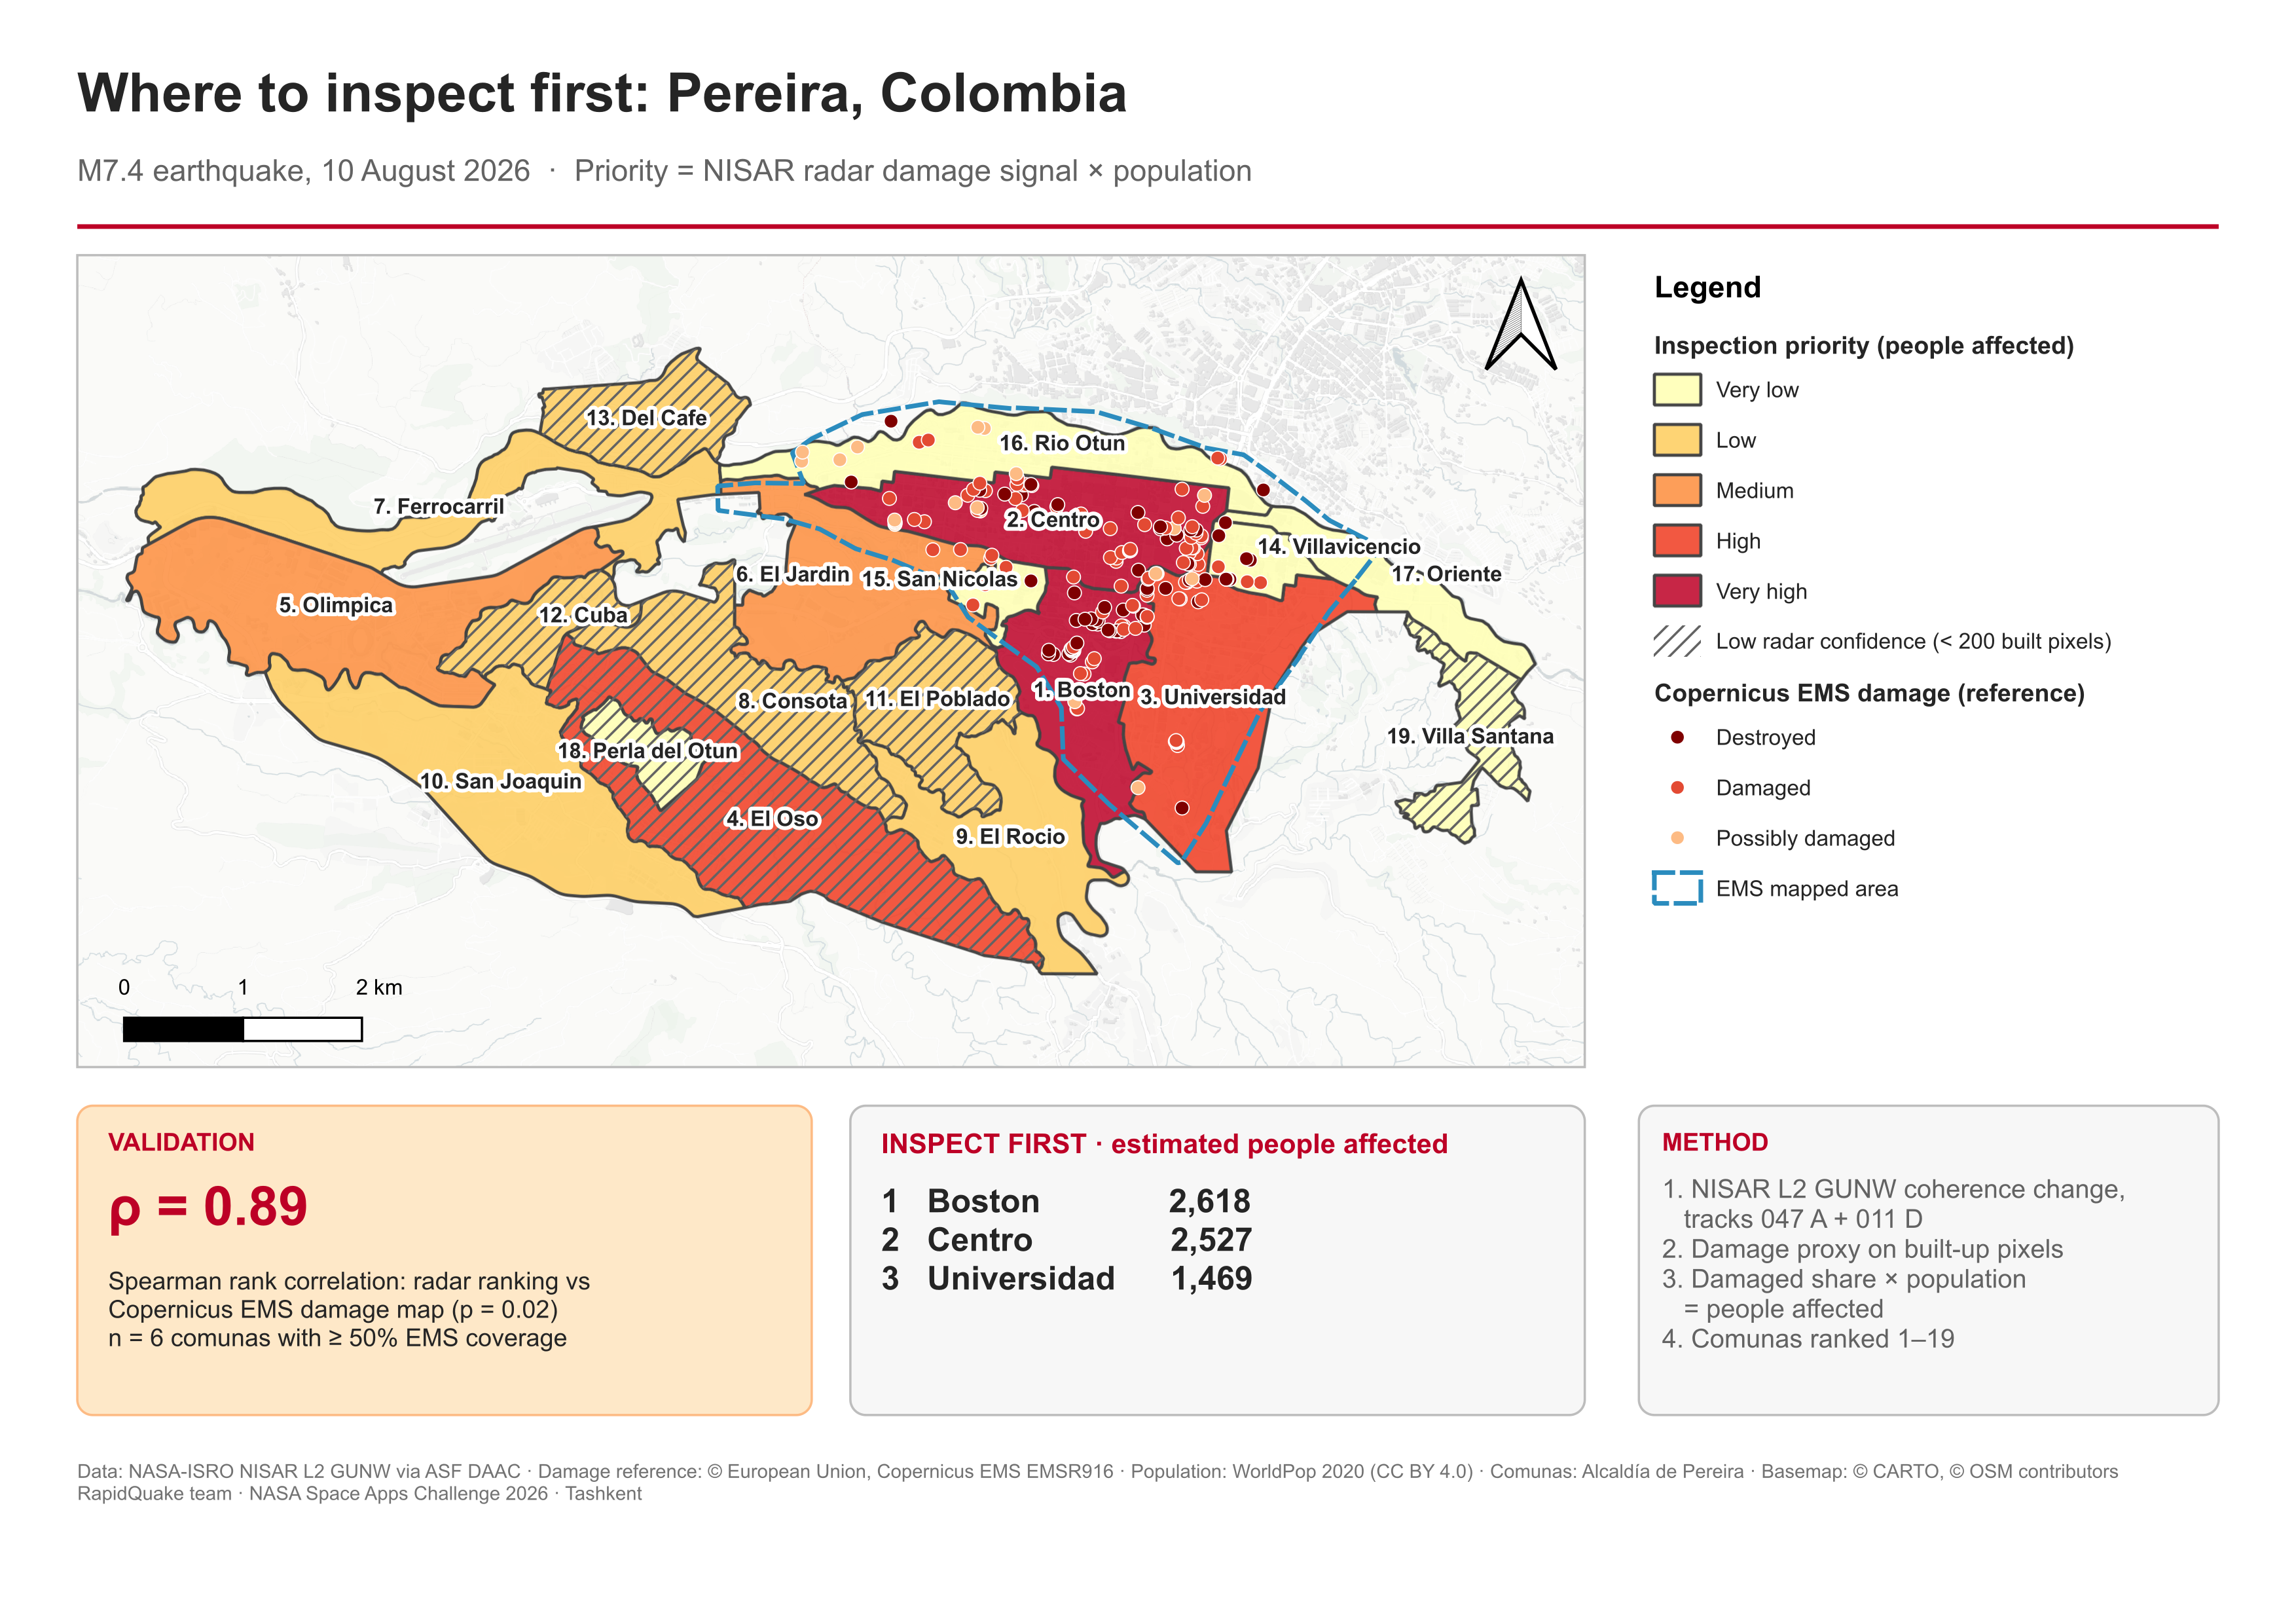 Where to inspect first: Pereira, Colombia
M7.4 earthquake, 10 August 2026 · Priority = NISAR radar damage signal × population
13. Del Cafe
16. Rio Otun
7. Ferrocarril
2. Centro
14. Villavicencio
6. El Jardin
15. San Nicolas
17. Oriente
5. Olimpica
12. Cuba
1. Boston
3. Universidad
8. Consota
11. El Poblado
18. Perla del Otun
19. Villa Santana
10. San Joaquin
4. El Oso
9. El Rocio
0 1 2 km
Legend
Inspection priority (people affected)
Very low
Low
Medium
High
Very high
Low radar confidence (< 200 built pixels)
Copernicus EMS damage (reference)
Destroyed
Damaged
Possibly damaged
EMS mapped area
VALIDATION
ρ = 0.89
Spearman rank correlation: radar ranking vs
Copernicus EMS damage map (p = 0.02)
n = 6 comunas with ≥ 50% EMS coverage
INSPECT FIRST · estimated people affected
1 Boston 2,618
2 Centro 2,527
3 Universidad 1,469
METHOD
1. NISAR L2 GUNW coherence change,
tracks 047 A + 011 D
2. Damage proxy on built-up pixels
3. Damaged share × population
= people affected
4. Comunas ranked 1–19
Data: NASA-ISRO NISAR L2 GUNW via ASF DAAC · Damage reference: © European Union, Copernicus EMS EMSR916 · Population: WorldPop 2020 (CC BY 4.0) · Comunas: Alcaldía de Pereira · Basemap: © CARTO, © OSM contributors
RapidQuake team · NASA Space Apps Challenge 2026 · Tashkent